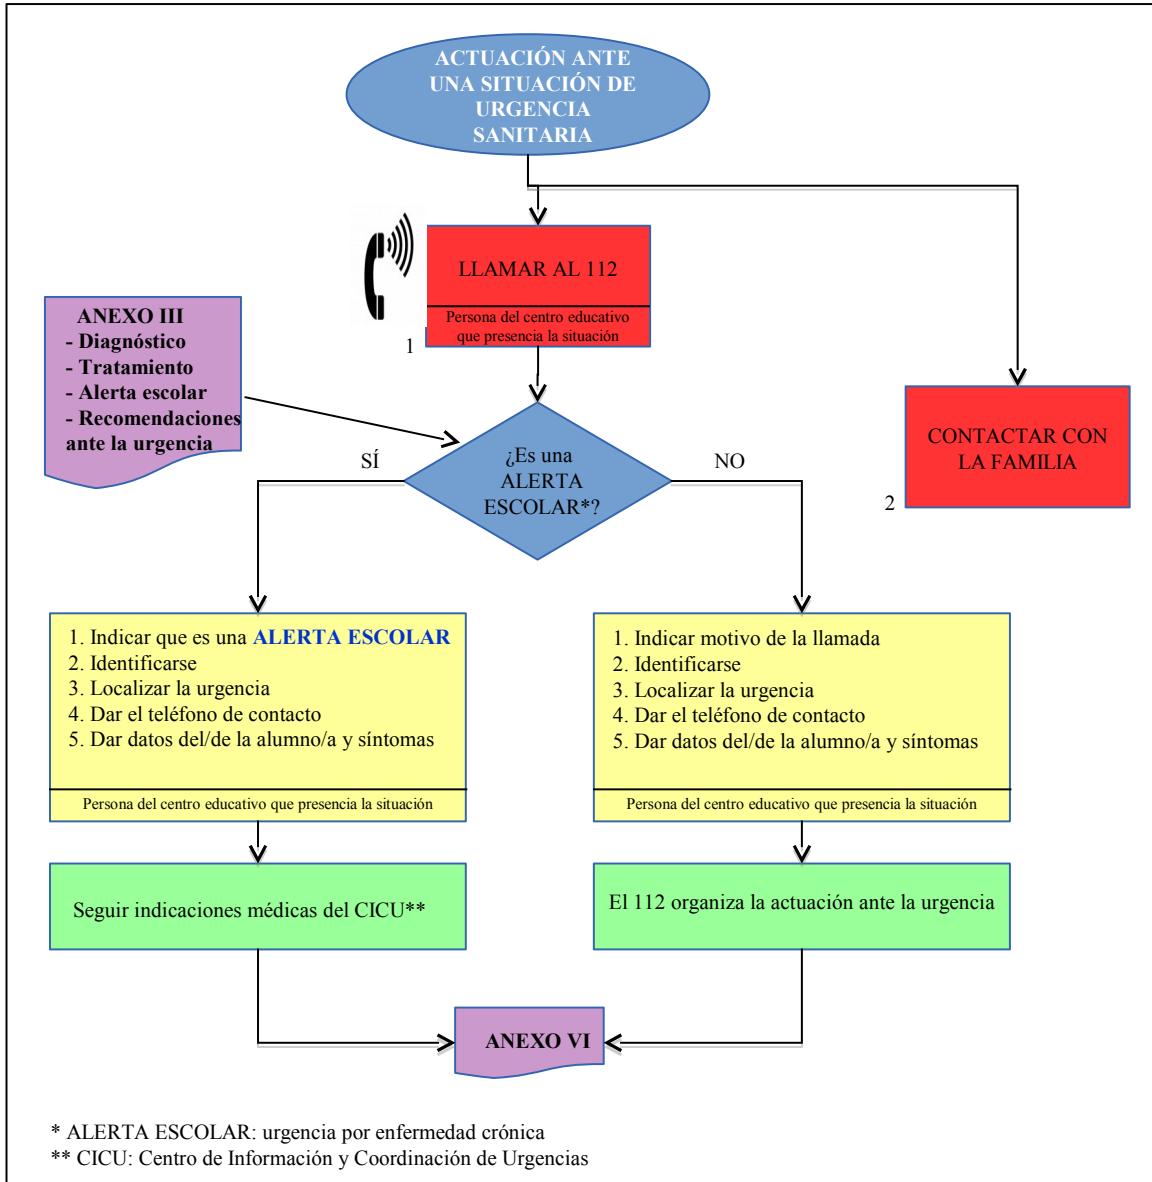 ACTUACIÓN ANTE
UNA SITUACIÓN DE
URGENCIA
SANITARIA
LLAMAR AL 112
Persona del centro educativo
que presencia la situación
1
ANEXO III
- Diagnóstico
- Tratamiento
- Alerta escolar
- Recomendaciones
ante la urgencia
CONTACTAR CON
LA FAMILIA
2
¿Es una
ALERTA
ESCOLAR*?
SÍ
NO
1. Indicar que es una ALERTA ESCOLAR
2. Identificarse
3. Localizar la urgencia
4. Dar el teléfono de contacto
5. Dar datos del/de la alumno/a y síntomas
Persona del centro educativo que presencia la situación
1. Indicar motivo de la llamada
2. Identificarse
3. Localizar la urgencia
4. Dar el teléfono de contacto
5. Dar datos del/de la alumno/a y síntomas
Persona del centro educativo que presencia la situación
Seguir indicaciones médicas del CICU**
El 112 organiza la actuación ante la urgencia
ANEXO VI
* ALERTA ESCOLAR: urgencia por enfermedad crónica
** CICU: Centro de Información y Coordinación de Urgencias